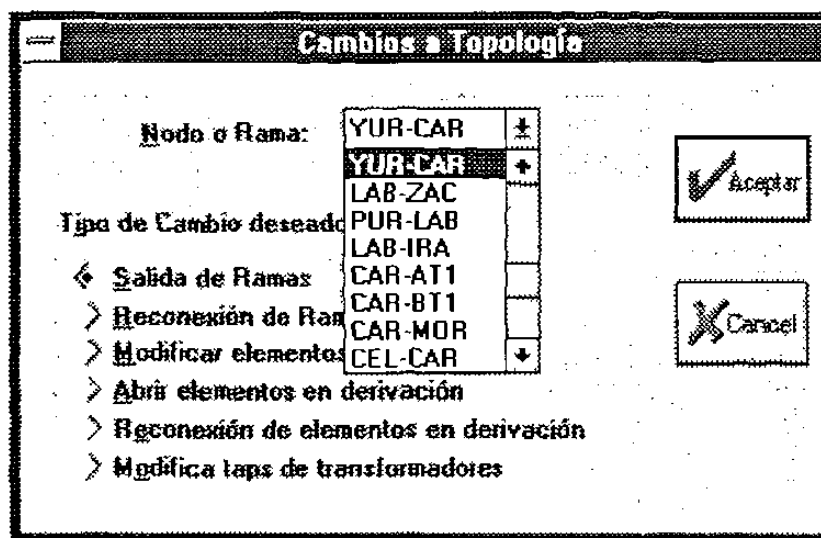 Cambios a Topología
Nodo o Rama:
YUR-CAR
YUR-CAR
LAB-ZAC
PUR-LAB
LAB-IRA
CAR-AT1
CAR-BT1
CAR-MOR
CEL-CAR
Aceptar
Cancel
Tipo de Cambio deseado
Salida de Ramas
Reconexión de Ram
Modificar elementos
Abrir elementos en derivación
Reconexión de elementos en derivación
Modifica taps de transformadores